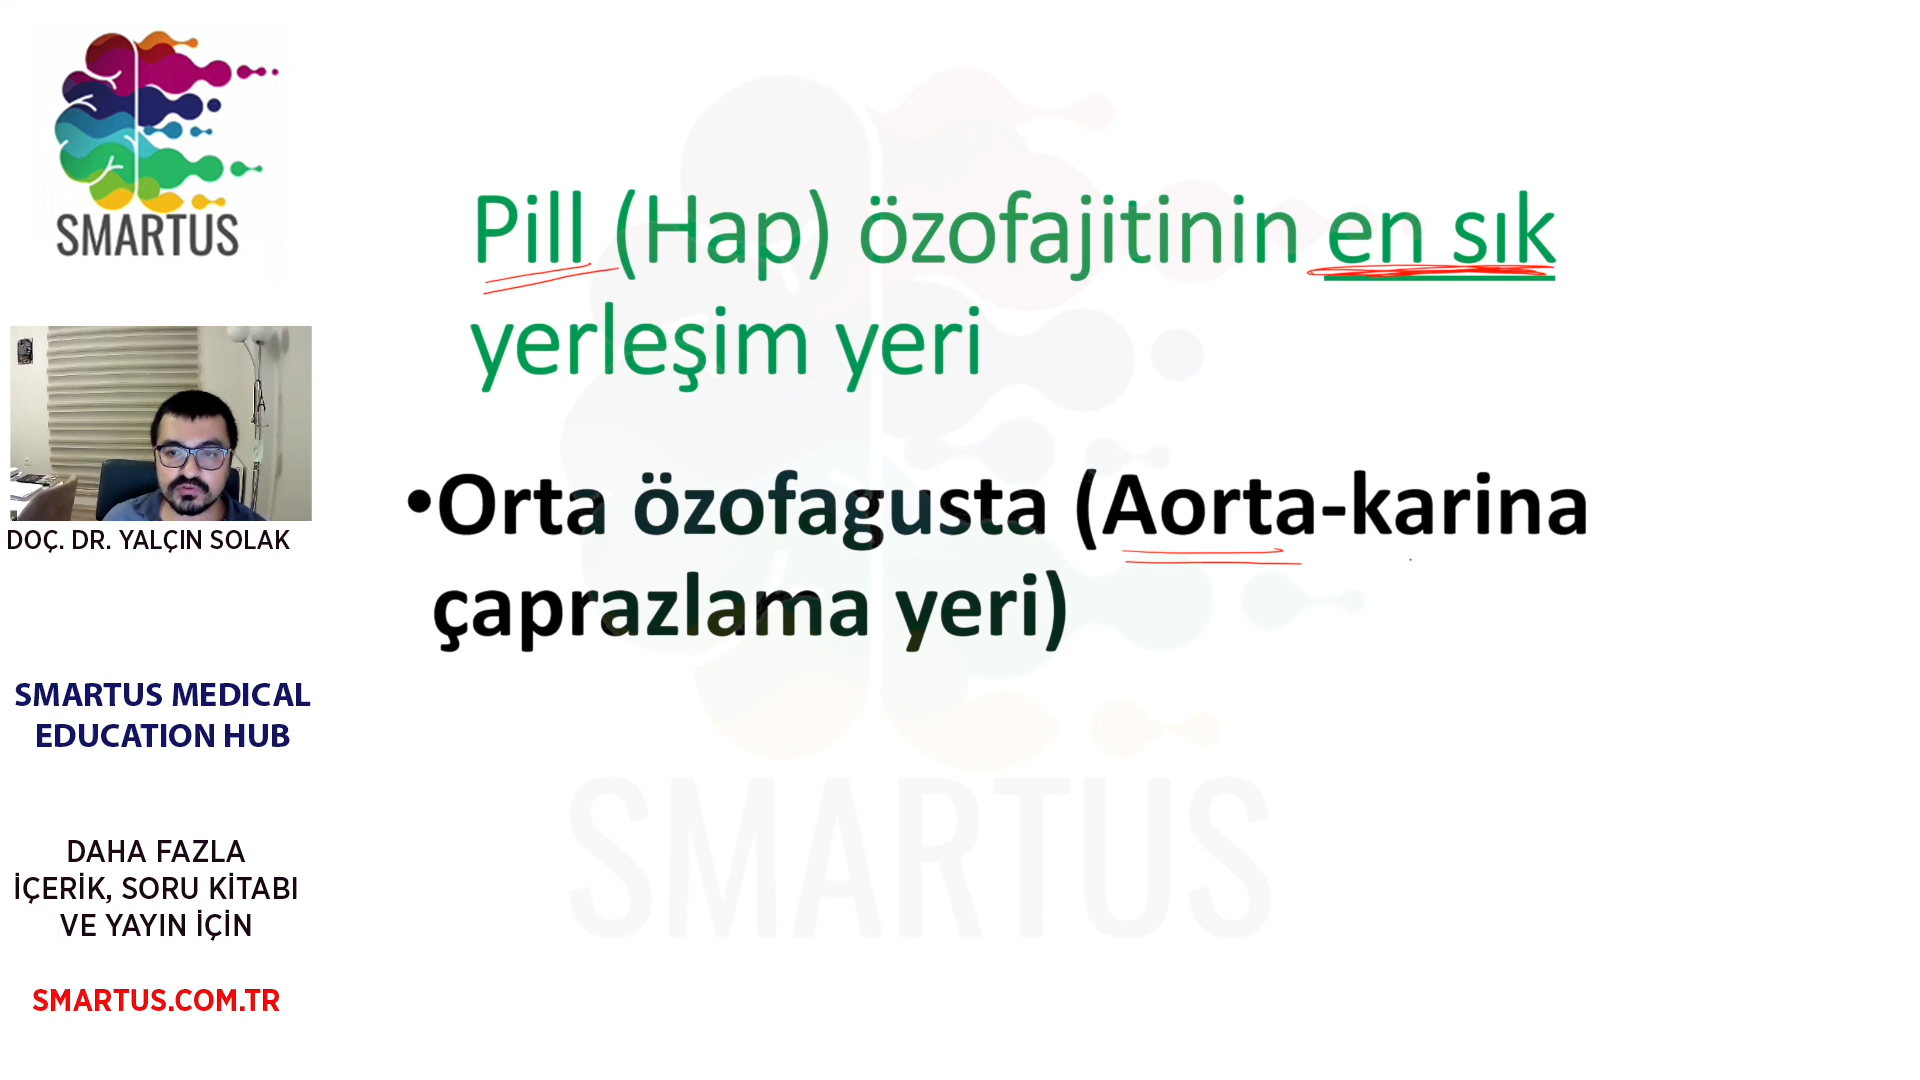 SMARTUS
Pill (Hap) özofajitinin en sık
yerleşim yeri
•Orta özofagusta (Aorta-karina
çaprazlama yeri)
DOÇ. DR. YALÇIN SOLAK
SMARTUS MEDICAL
EDUCATION HUB
DAHA FAZLA
İÇERİK, SORU KİTABI
VE YAYIN İÇİN
SMARTUS.COM.TR
SMARTUS